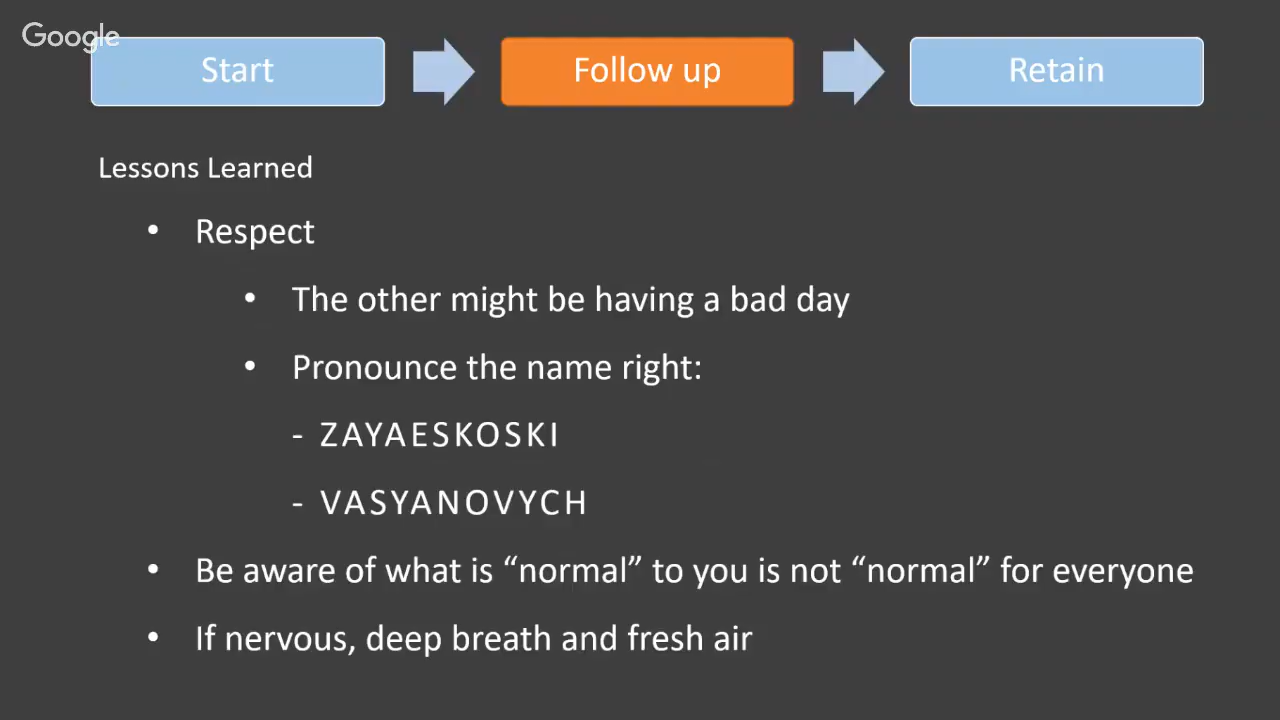 Google
Start
Follow up
Retain
Lessons Learned
• Respect
• The other might be having a bad day
• Pronounce the name right:
- ZAYAESKOSKI
- VASYANOVYCH
• Be aware of what is “normal” to you is not “normal” for everyone
• If nervous, deep breath and fresh air